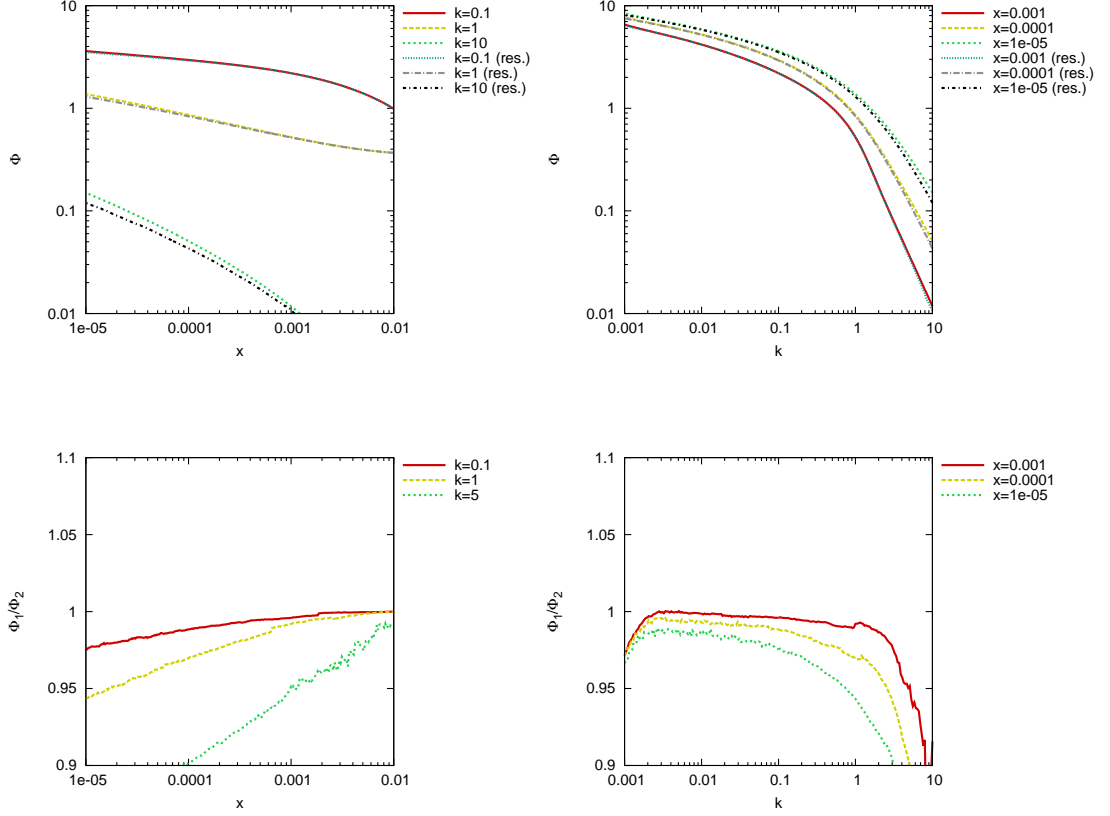 10
1
0.1
0.01
1e-05
0.0001
0.001
0.01
Φ
x
k=0.1
k=1
k=10
k=0.1 (res.)
k=1 (res.)
k=10 (res.)
10
1
0.1
0.01
0.001
0.01
0.1
1
10
Φ
k
x=0.001
x=0.0001
x=1e-05
x=0.001 (res.)
x=0.0001 (res.)
x=1e-05 (res.)
1.1
1.05
1
0.95
0.9
1e-05
0.0001
0.001
0.01
Φ1/Φ2
x
k=0.1
k=1
k=5
1.1
1.05
1
0.95
0.9
0.001
0.01
0.1
1
10
Φ1/Φ2
k
x=0.001
x=0.0001
x=1e-05